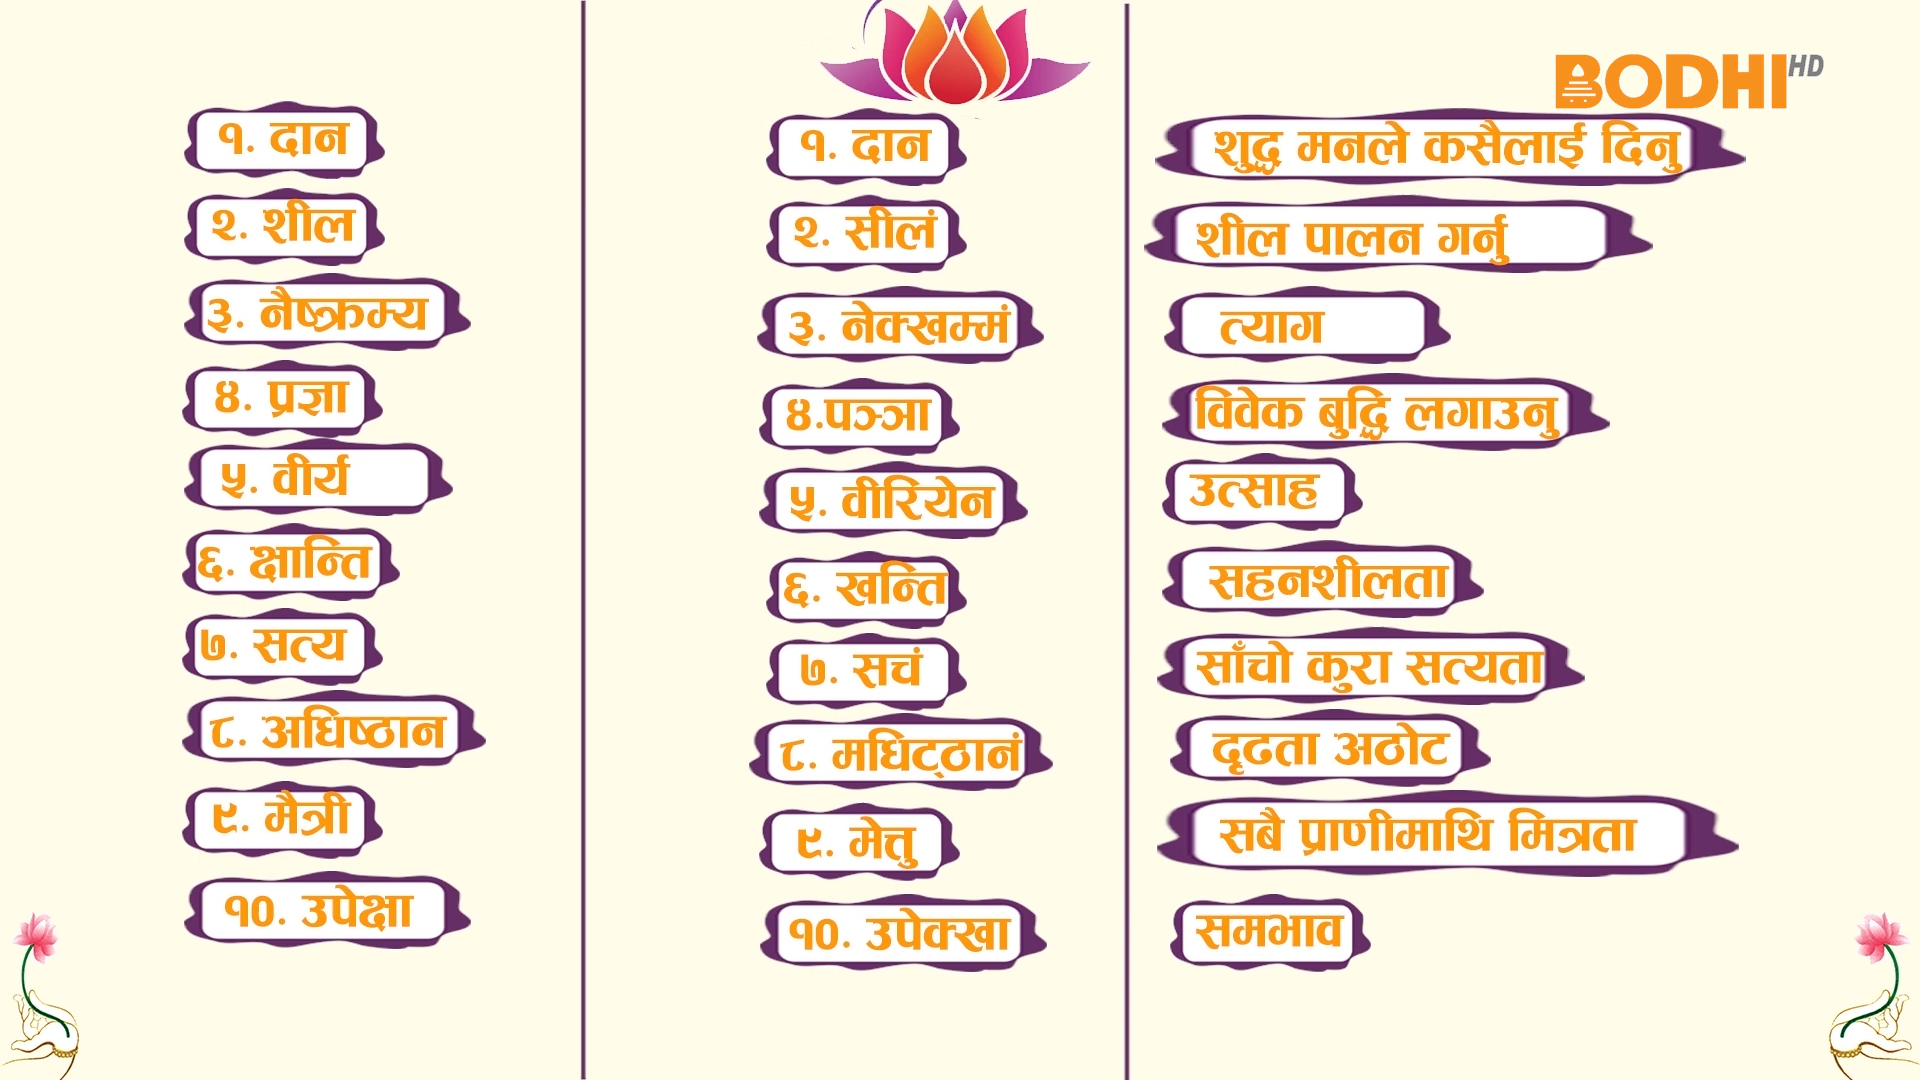 BODHI HD
१. दान
२. शील
३. नैष्क्रम्य
४. प्रज्ञा
५. वीर्य
६. क्षान्ति
७. सत्य
८. अधिष्ठान
९. मैत्री
१०. उपेक्षा
१. दान
२. सीलं
३. नेक्खम्मं
४.पञ्ञा
५. वीरियेन
६. खन्ति
७. सचं
८. मधिट्ठानं
९. मेत्तु
१०. उपेक्खा
शुद्ध मनले कसैलाई दिनु
शील पालन गर्नु
त्याग
विवेक बुद्धि लगाउनु
उत्साह
सहनशीलता
साँचो कुरा सत्यता
दृढता अठोट
सबै प्राणीमाथि मित्रता
समभाव